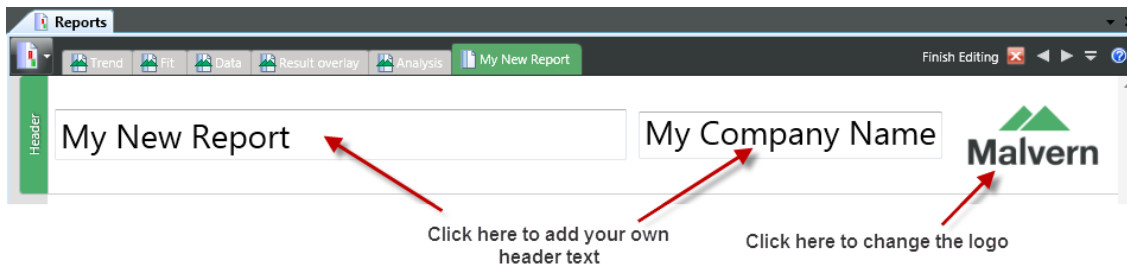 Reports
Trend Fit Data Result overlay Analysis My New Report Finish Editing
Header
My New Report My Company Name Malvern
Click here to add your own
header text
Click here to change the logo